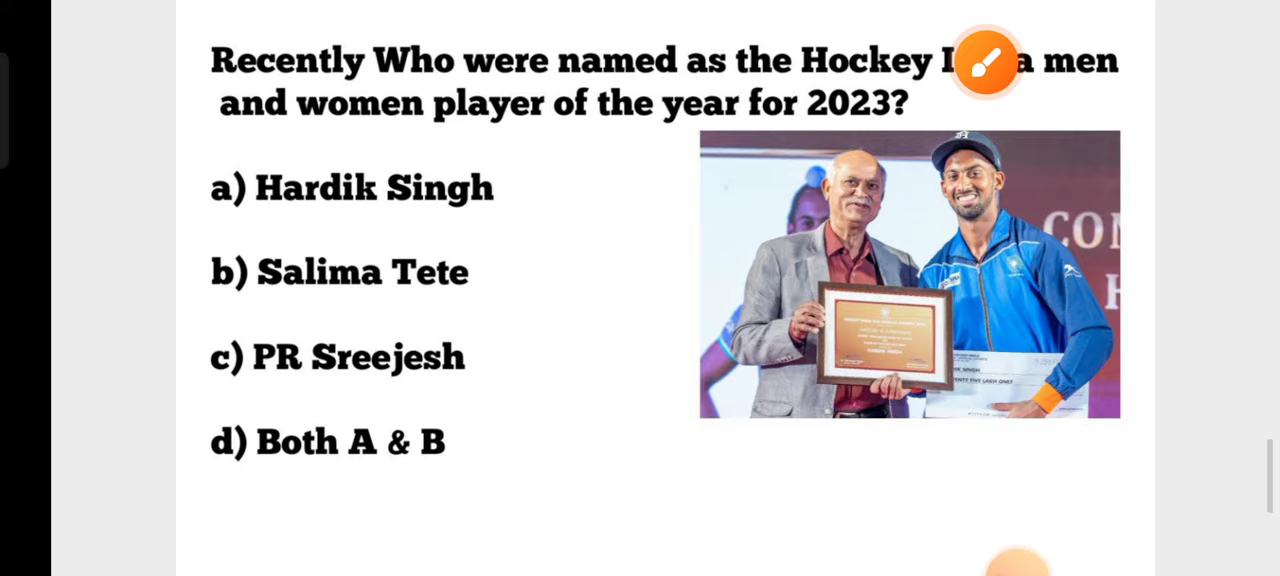 Recently Who were named as the Hockey men
and women player of the year for 2023?
a) Hardik Singh
b) Salima Tete
c) PR Sreejesh
d) Both A & B
CON
H